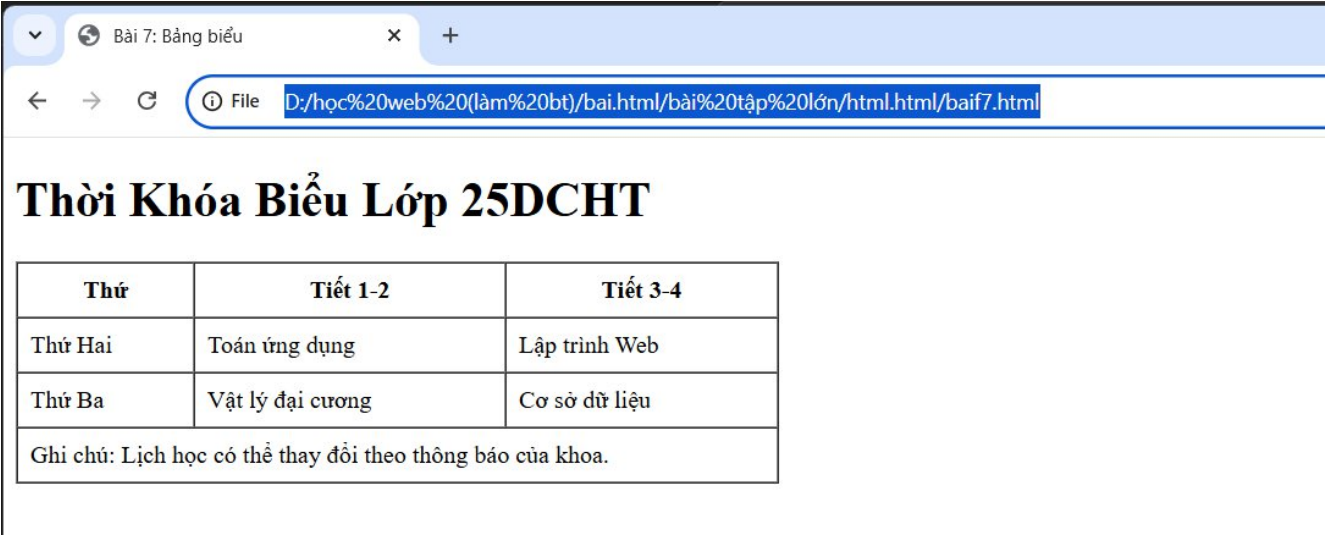 Bài 7: Bảng biểu
File D:/học%20web%20(làm%20bt)/bai.html/bài%20tập%20lớn/html.html/baif7.html
Thời Khóa Biểu Lớp 25DCHT
Thứ Tiết 1-2 Tiết 3-4
Thứ Hai Toán ứng dụng Lập trình Web
Thứ Ba Vật lý đại cương Cơ sở dữ liệu
Ghi chú: Lịch học có thể thay đổi theo thông báo của khoa.